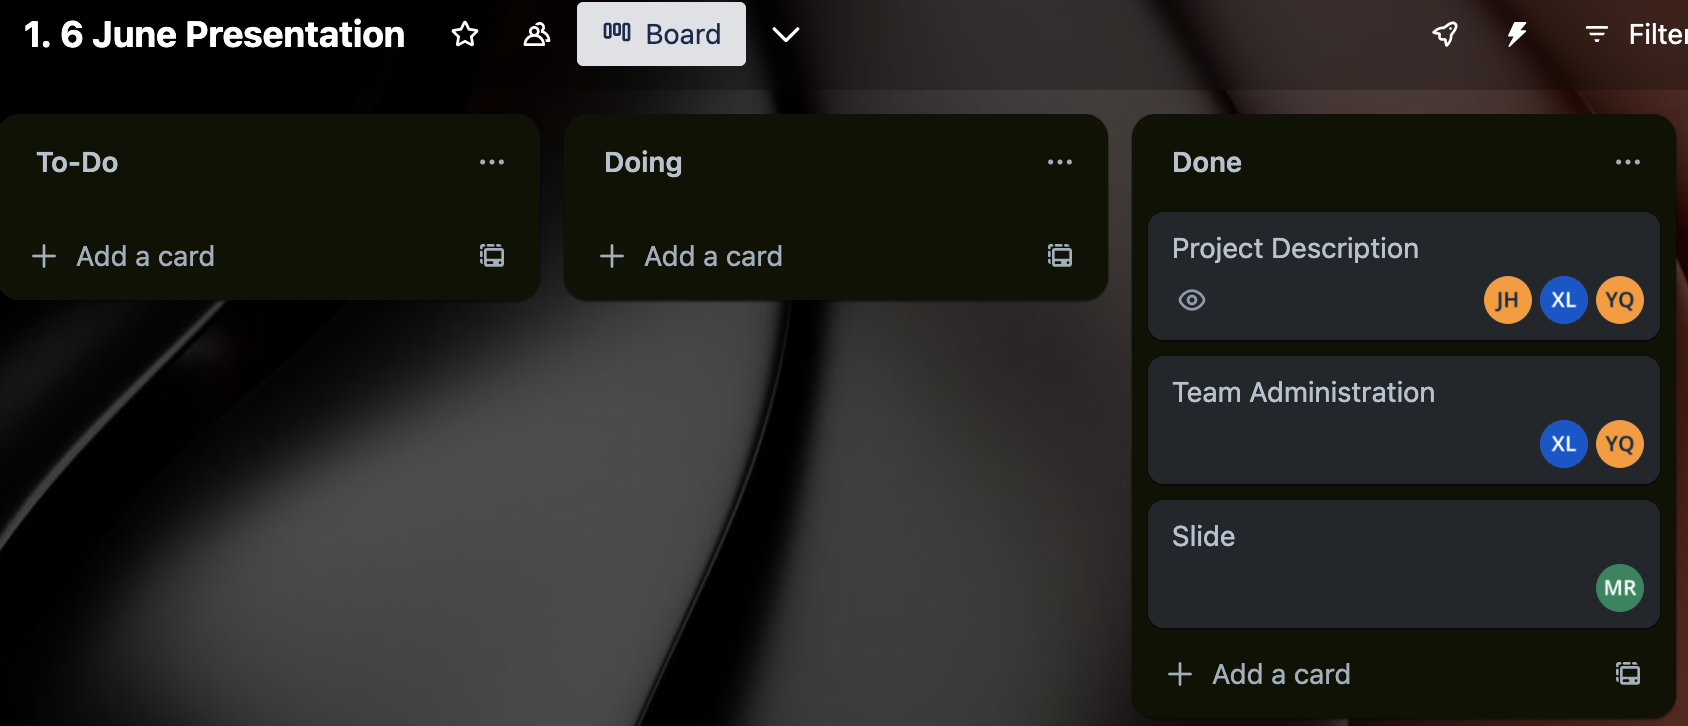 1. 6 June Presentation
Board
Filter
To-Do
Add a card
Doing
Add a card
Done
Project Description
JH XL YQ
Team Administration
XL YQ
Slide
MR
Add a card